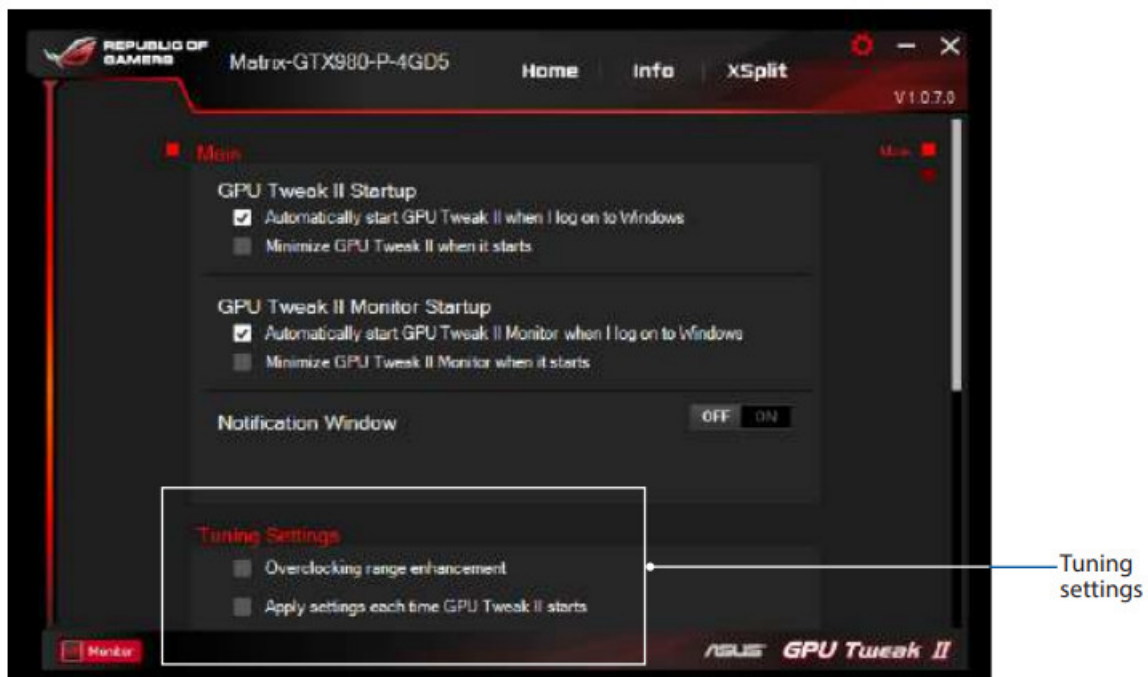 REPUBLIC OF
GAMERS
Matrix-GTX980-P-4GD5
Home
Info
XSplit
V1.0.7.0
Main
Main
GPU Tweak II Startup
Automatically start GPU Tweak II when I log on to Windows
Minimize GPU Tweak II when it starts
GPU Tweak II Monitor Startup
Automatically start GPU Tweak II Monitor when I log on to Windows
Minimize GPU Tweak II Monitor when it starts
Notification Window
OFF ON
Tuning Settings
Overclocking range enhancement
Apply settings each time GPU Tweak II starts
Tuning
settings
Monitor
ASUS GPU Tweak II